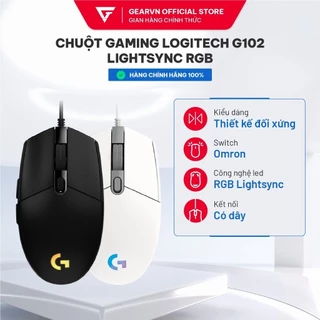 GEARVN OFFICIAL STORE
GIAN HÀNG CHÍNH THỨC
CHUỘT GAMING LOGITECH G102
LIGHTSYNC RGB
HÀNG CHÍNH HÃNG 100%
Kiểu dáng
Thiết kế đối xứng
Switch
Omron
Công nghệ led
RGB Lightsync
Kết nối
Có dây